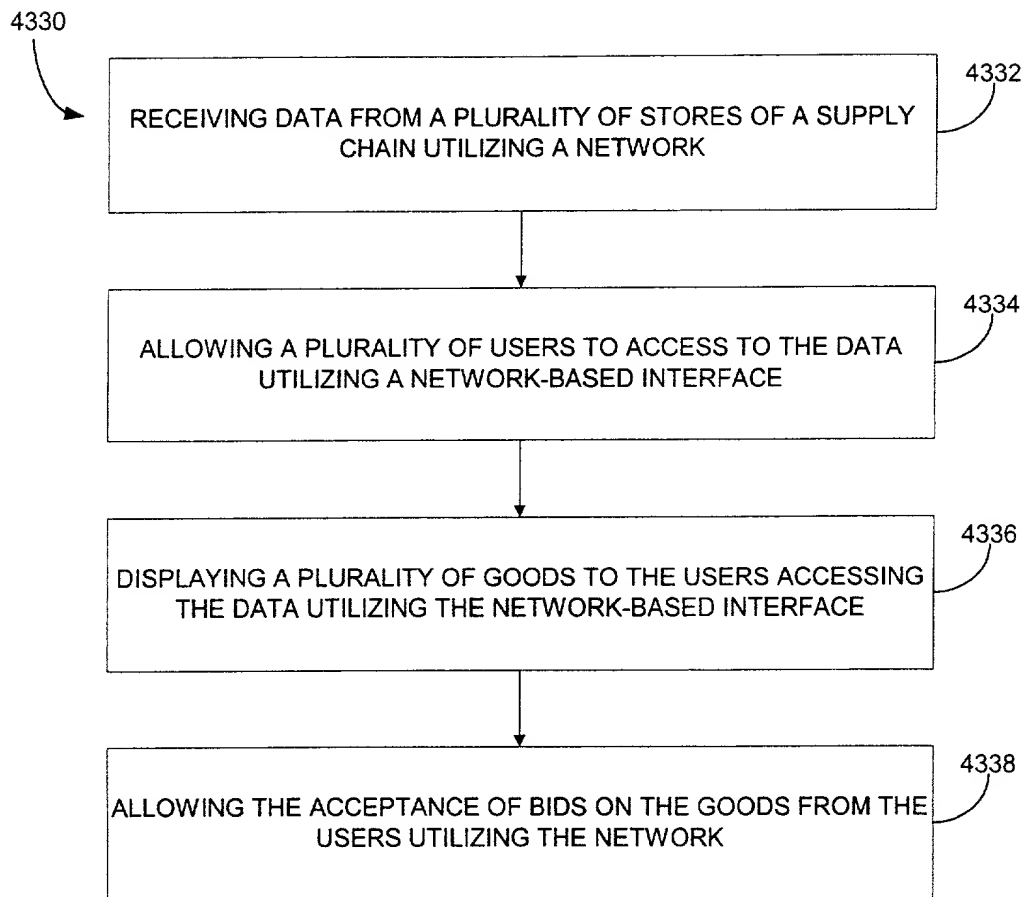 4330
4332
RECEIVING DATA FROM A PLURALITY OF STORES OF A SUPPLY
CHAIN UTILIZING A NETWORK
4334
ALLOWING A PLURALITY OF USERS TO ACCESS TO THE DATA
UTILIZING A NETWORK-BASED INTERFACE
4336
DISPLAYING A PLURALITY OF GOODS TO THE USERS ACCESSING
THE DATA UTILIZING THE NETWORK-BASED INTERFACE
4338
ALLOWING THE ACCEPTANCE OF BIDS ON THE GOODS FROM THE
USERS UTILIZING THE NETWORK